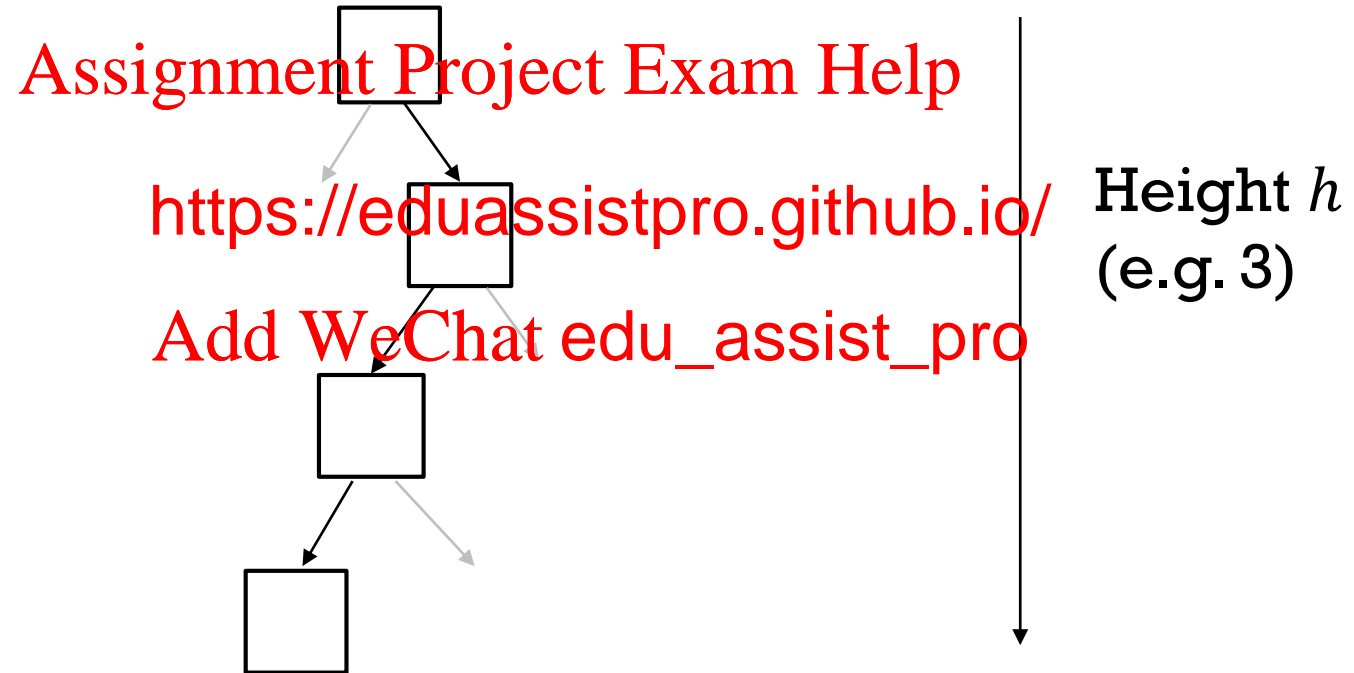 Assignment Project Exam Help
https://eduassistpro.github.io/
Add WeChat edu_assist_pro
Height h
(e.g. 3)